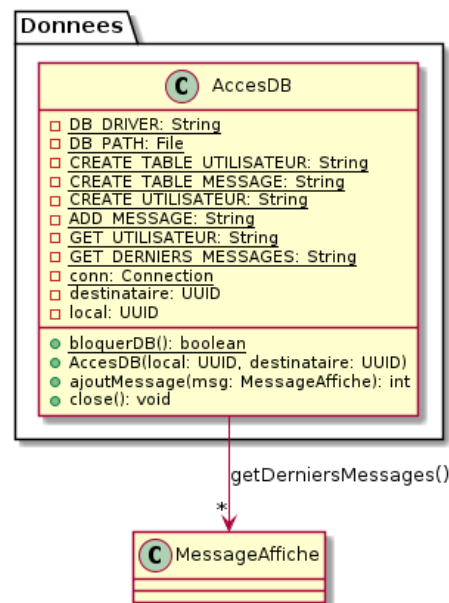 Donnees
C AccesDB
DB_DRIVER: String
DB_PATH: File
CREATE_TABLE_UTILISATEUR: String
CREATE_TABLE_MESSAGE: String
CREATE_UTILISATEUR: String
ADD_MESSAGE: String
GET_UTILISATEUR: String
GET_DERNIERS_MESSAGES: String
conn: Connection
destinataire: UUID
local: UUID
bloquerDB(): boolean
AccesDB(local: UUID, destinataire: UUID)
ajoutMessage(msg: MessageAffiche): int
close(): void
getDerniersMessages()
*
C MessageAffiche